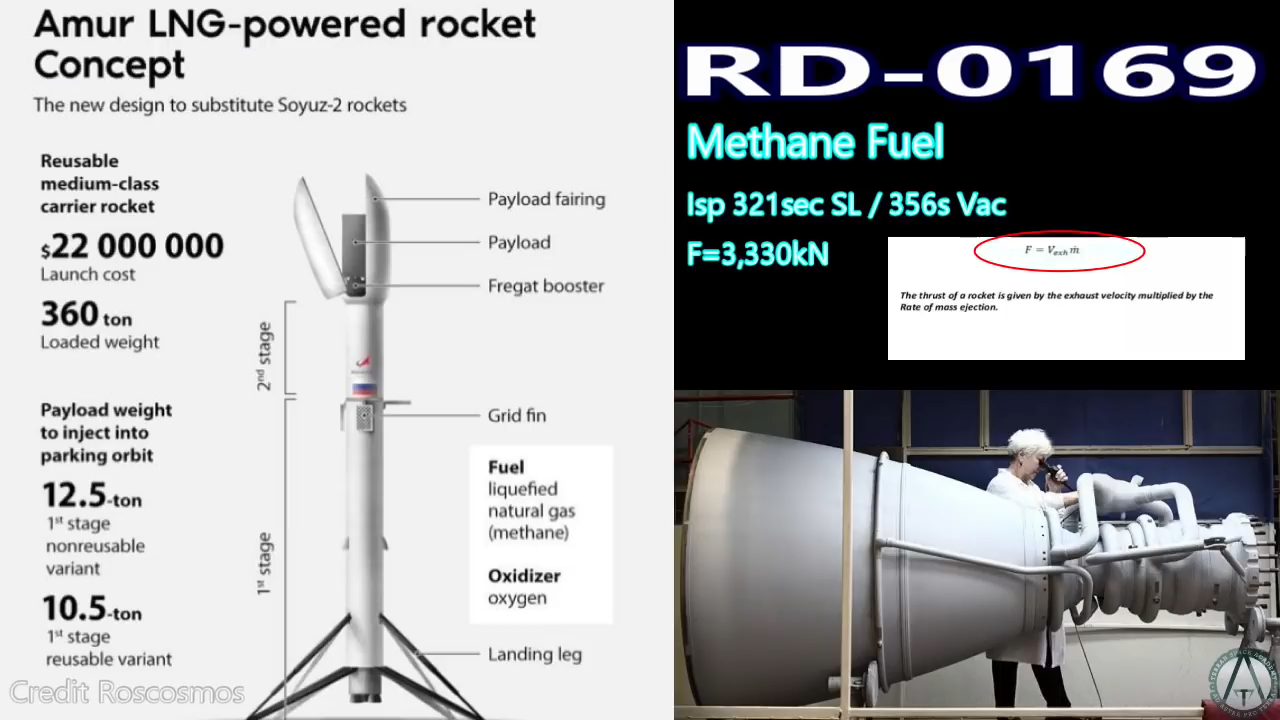 Amur LNG-powered rocket
Concept
The new design to substitute Soyuz-2 rockets
Reusable
medium-class
carrier rocket
$22 000 000
Launch cost
360 ton
Loaded weight
Payload weight
to inject into
parking orbit
12.5-ton
1st stage
nonreusable
variant
10.5-ton
1st stage
reusable variant
Credit Roscosmos
2nd stage
1st stage
Payload fairing
Payload
Fregat booster
Grid fin
Fuel
liquefied
natural gas
(methane)
Oxidizer
oxygen
Landing leg
RD-0169
Methane Fuel
Isp 321sec SL / 356s Vac
F=3,330kN
F = Vexh ṁ
The thrust of a rocket is given by the exhaust velocity multiplied by the
Rate of mass ejection.